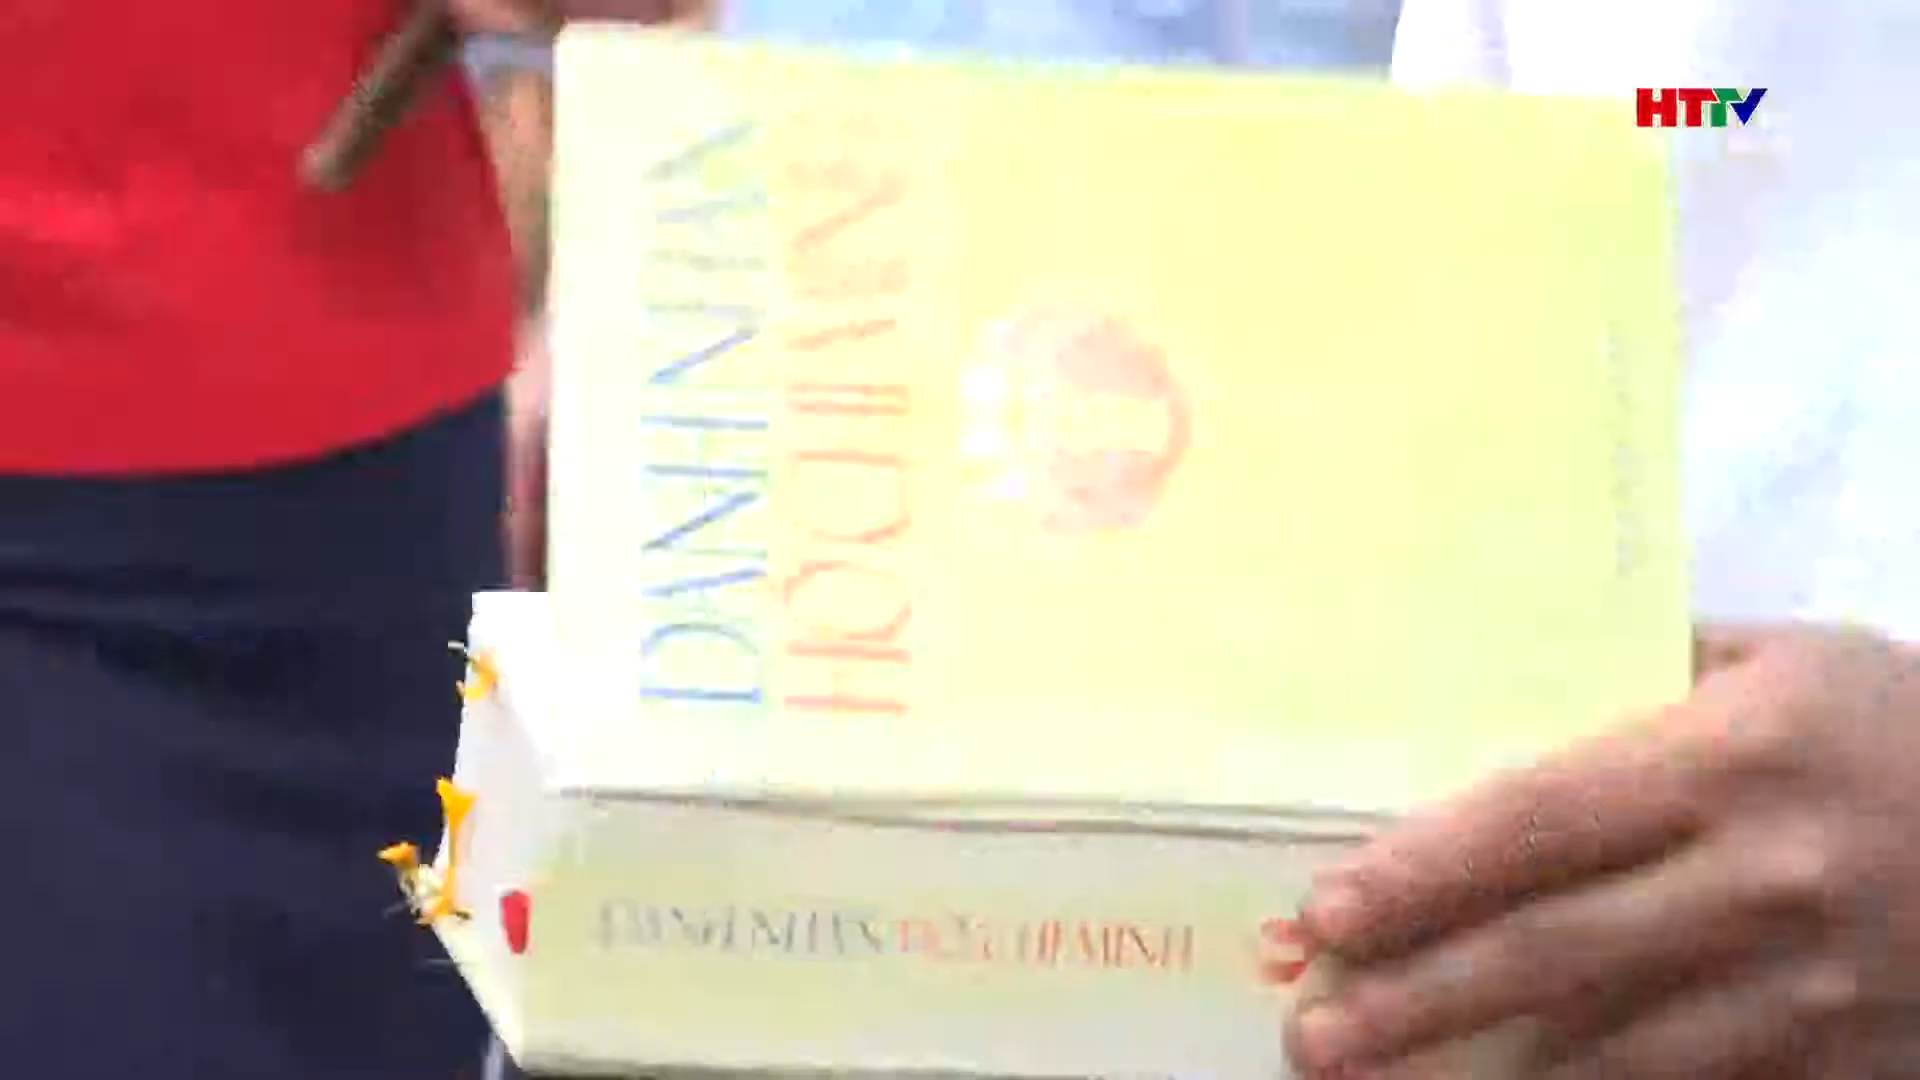 HTTV
DANH NHÂN
HỒ CHÍ MINH
DANH NHÂN HỒ CHÍ MINH